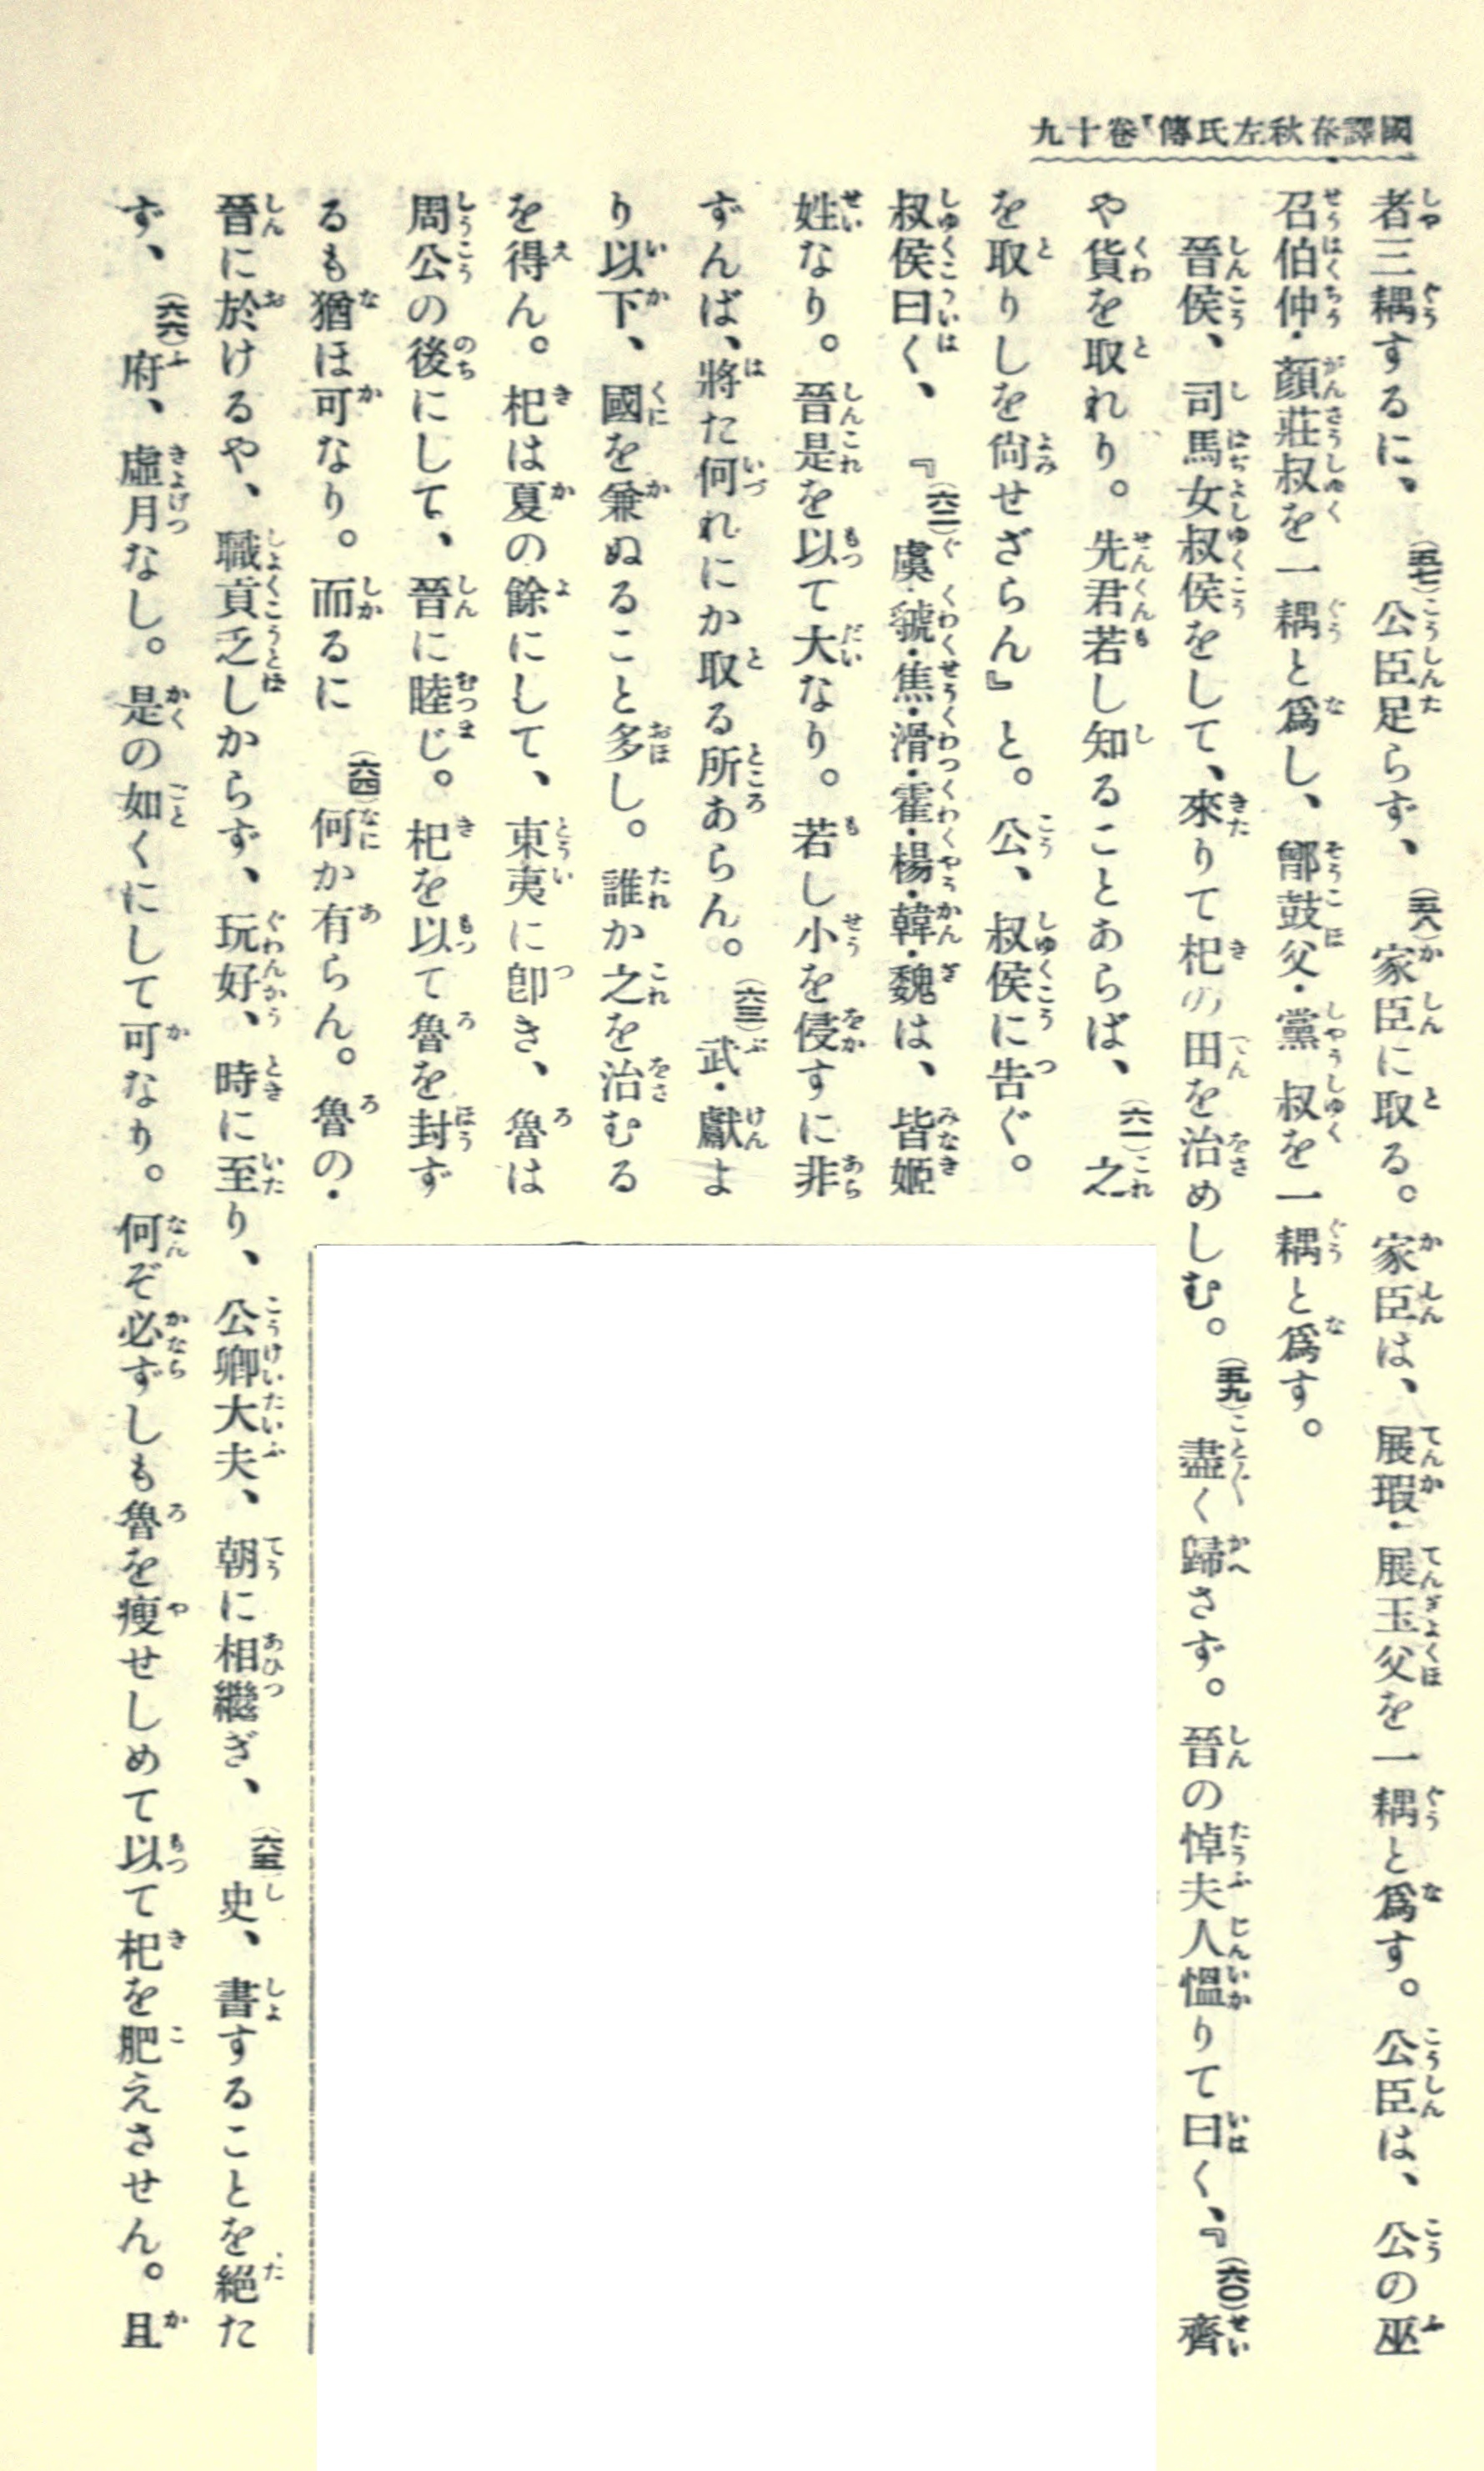 國譯春秋左氏傳 卷十九
者三耦するに、(五七)公臣足らず、(五八)家臣に取る。家臣は、展瑕・展玉父を一耦と爲す。公臣は、公の巫
召伯仲・顏莊叔を一耦と爲し、鄫鼓父・黨叔を一耦と爲す。
晉侯、司馬女叔侯をして、來りて杞の田を治めしむ。(五九)盡く歸さず。晉の悼夫人慍りて曰く、『(六〇)齊
や貨を取れり。先君若し知ることあらば、(六一)之
を取りしを尙せざらん』と。公、叔侯に告ぐ。
叔侯曰く、『(六二)虞・虢・焦・滑・霍・楊・韓・魏は、皆姬
姓なり。晉是を以て大なり。若し小を侵すに非
ずんば、將た何れにか取る所あらん。(六三)武・獻よ
り以下、國を兼ぬること多し。誰か之を治むる
を得ん。杞は夏の餘にして、東夷に卽き、魯は
周公の後にして、晉に睦じ。杞を以て魯を封ず
るも猶ほ可なり。而るに(六四)何か有らん。魯の・
晉に於けるや、職貢乏しからず、玩好、時に至り、公卿大夫、朝に相繼ぎ、(六五)史、書することを絕た
ず、(六六)府、虛月なし。是の如くにして可なり。何ぞ必ずしも魯を瘦せしめて以て杞を肥えさせん。且